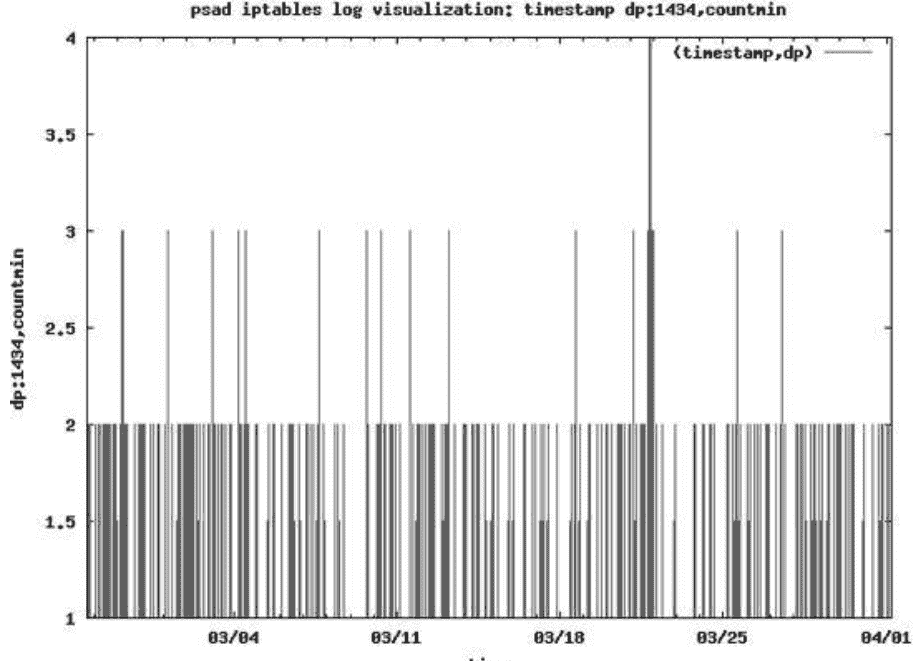 psad iptables log visualization: timestamp dp:1434,countmin
4
(timestamp,dp)
3.5
3
2.5
dp:1434,countmin
2
1.5
1
03/04 03/11 03/18 03/25 04/01